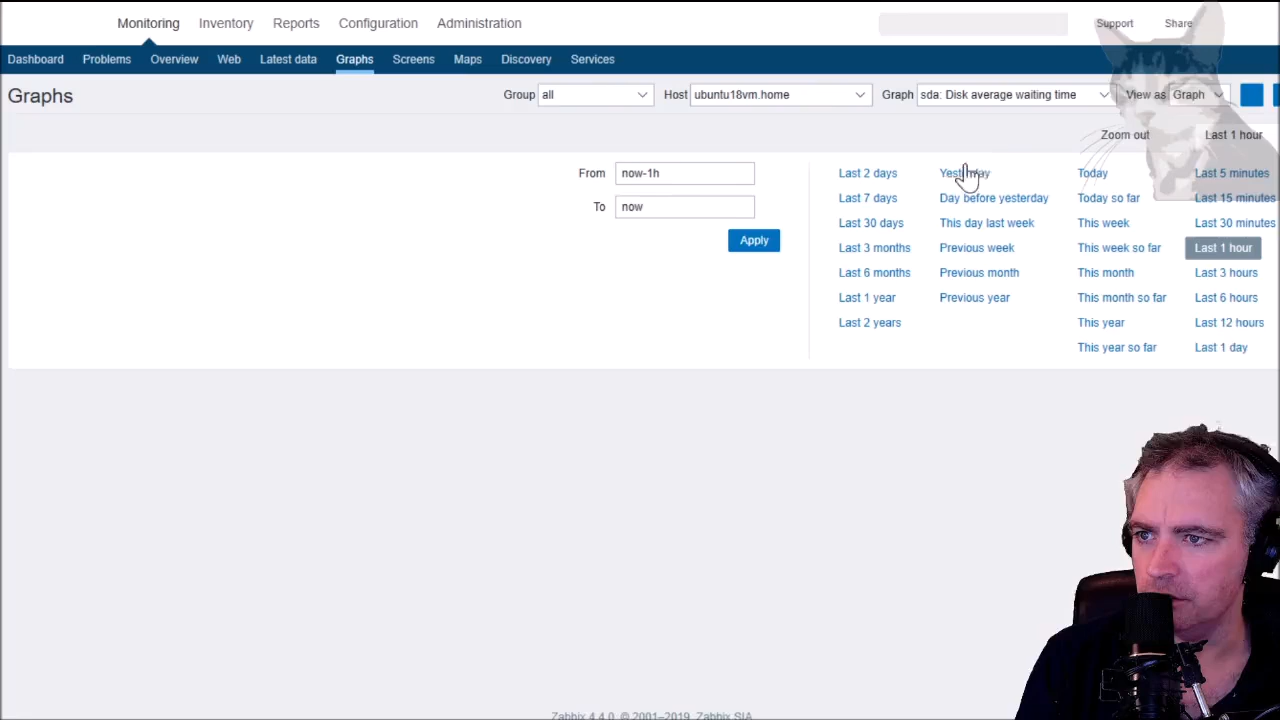 Monitoring Inventory Reports Configuration Administration Support Share
Dashboard Problems Overview Web Latest data Graphs Screens Maps Discovery Services
Graphs Group all Host ubuntu18vm.home Graph sda: Disk average waiting time View as Graph
Zoom out Last 1 hour
From now-1h Last 2 days Yesterday Today Last 5 minutes
To now Last 7 days Day before yesterday Today so far Last 15 minutes
Last 30 days This day last week This week Last 30 minutes
Apply Last 3 months Previous week This week so far Last 1 hour
Last 6 months Previous month This month Last 3 hours
Last 1 year Previous year This month so far Last 6 hours
Last 2 years This year Last 12 hours
This year so far Last 1 day
Zabbix 4.4.0. © 2001–2019, Zabbix SIA